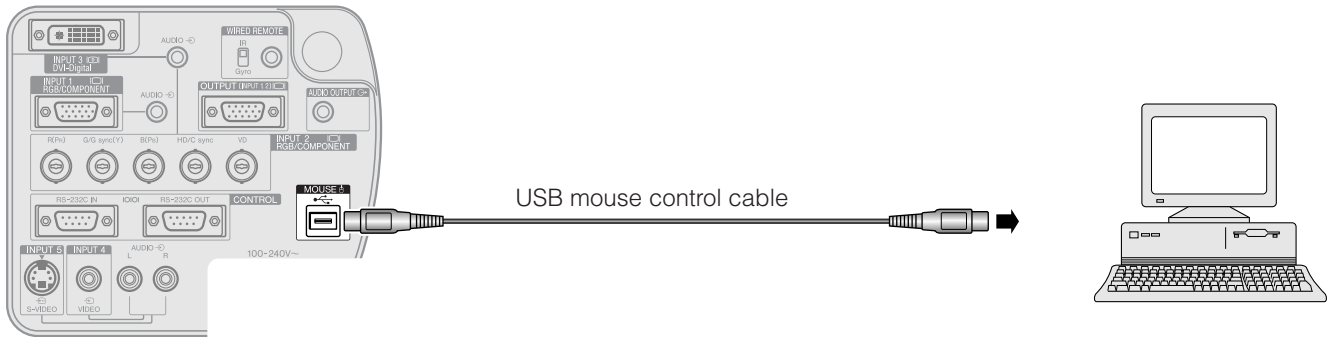 AUDIO
WIRED REMOTE
IR
Gyro
INPUT 3
DVI-Digital
INPUT 1
RGB/COMPONENT
AUDIO
OUTPUT (INPUT 1.2)
AUDIO OUTPUT
R(PR) G/G sync(Y) B(PB) HD/C sync VD
INPUT 2
RGB/COMPONENT
RS-232C IN IOIOI RS-232C OUT CONTROL
MOUSE
USB mouse control cable
INPUT 5 INPUT 4 AUDIO
L R
100-240V~
S-VIDEO VIDEO